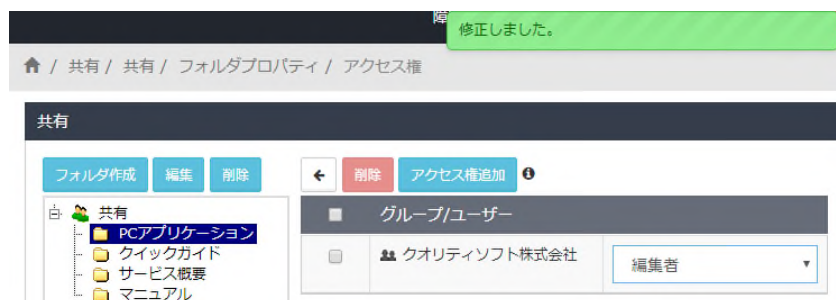 修正しました。
/ 共有 / 共有 / フォルダプロパティ / アクセス権
共有
フォルダ作成 編集 削除 削除 アクセス権追加
共有
PCアプリケーション
クイックガイド
サービス概要
マニュアル
グループ/ユーザー
クオリティソフト株式会社 編集者